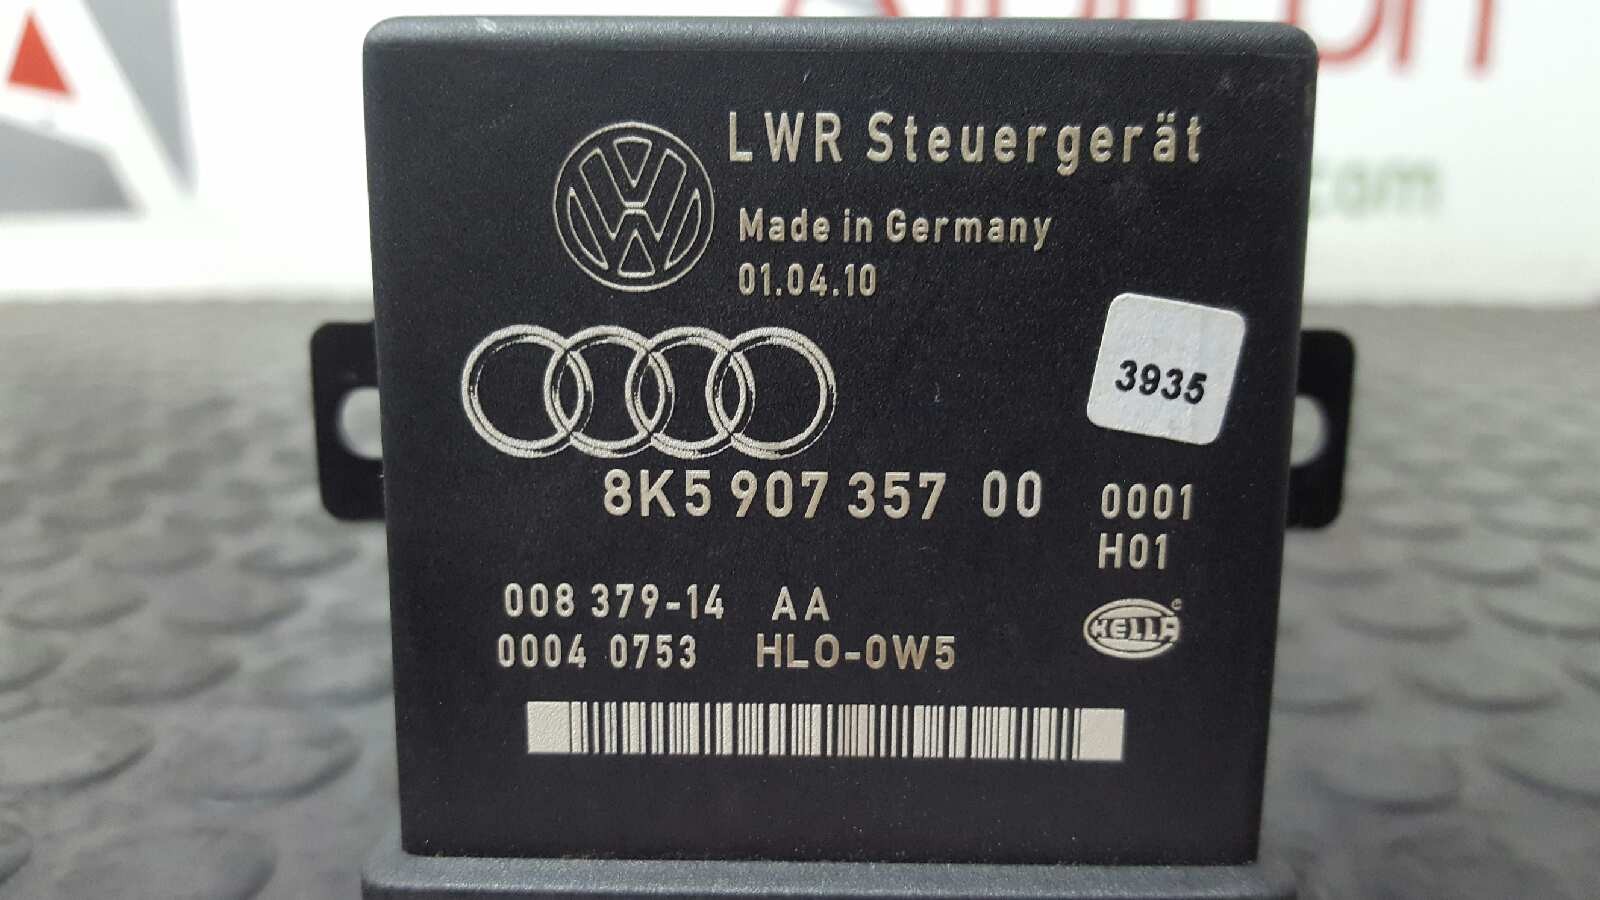 LWR Steuergerät
Made in Germany
01.04.10
3935
8K5 907 357 00 0001
H01
008 379-14 AA
0004 0753 HLO-0W5
HELLA
.com